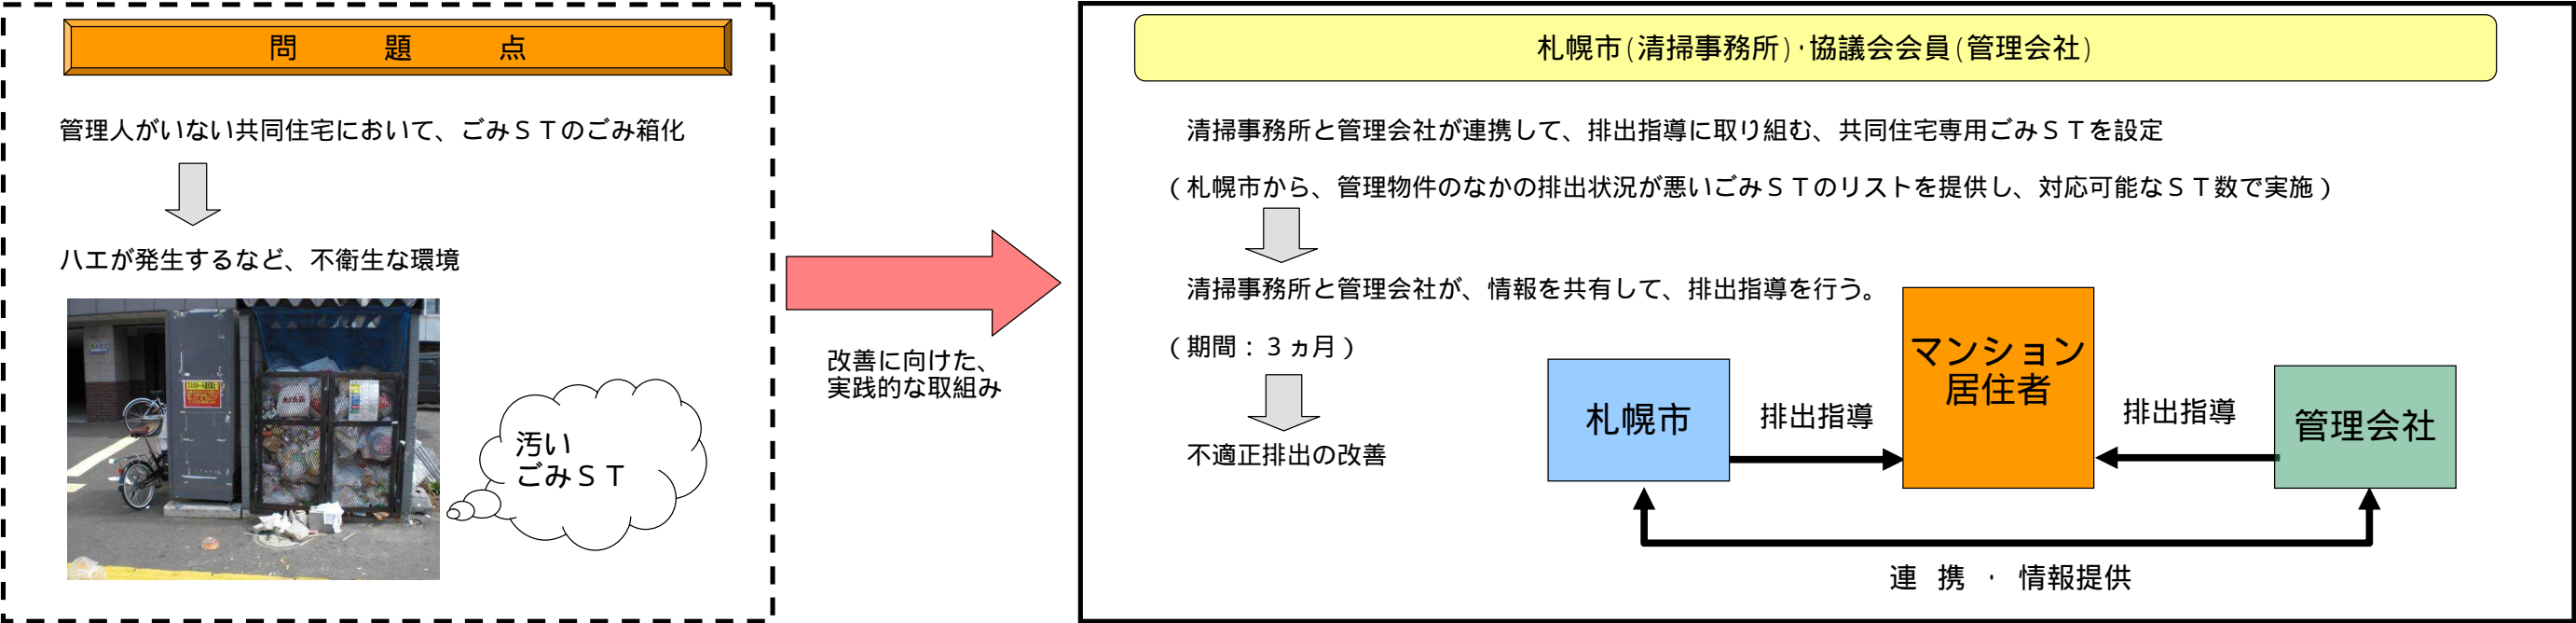 問 題 点
管理人がいない共同住宅において、ごみＳＴのごみ箱化
ハエが発生するなど、不衛生な環境
汚い
ごみＳＴ
改善に向けた、
実践的な取組み
札幌市(清掃事務所)・協議会会員(管理会社)
清掃事務所と管理会社が連携して、排出指導に取り組む、共同住宅専用ごみＳＴを設定
(札幌市から、管理物件のなかの排出状況が悪いごみＳＴのリストを提供し、対応可能なＳＴ数で実施)
清掃事務所と管理会社が、情報を共有して、排出指導を行う。
(期間：３ヵ月)
不適正排出の改善
札幌市
排出指導
マンション
居住者
排出指導
管理会社
連 携 ・ 情報提供